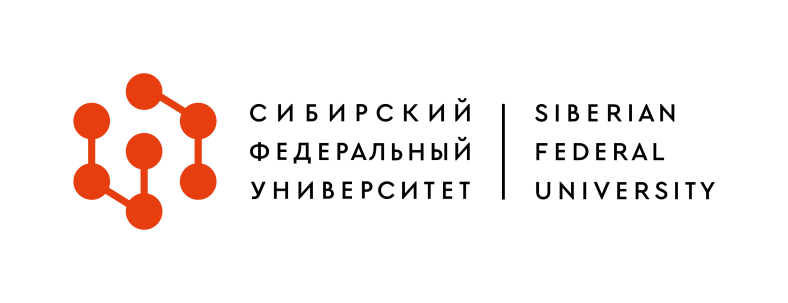 СИБИРСКИЙ
ФЕДЕРАЛЬНЫЙ
УНИВЕРСИТЕТ
SIBERIAN
FEDERAL
UNIVERSITY